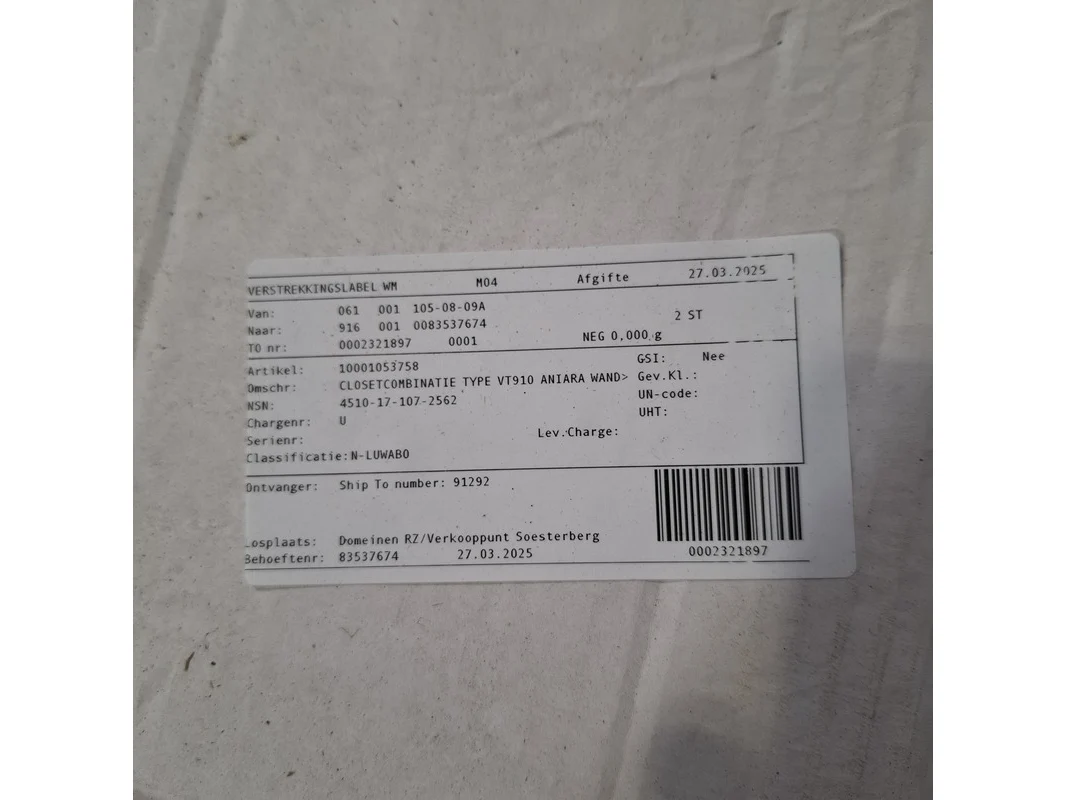 VERSTREKKINGSLABEL WM M04 Afgifte 27.03.2025
Van: 061 001 105-08-09A
Naar: 916 001 0083537674 2 ST
TO nr: 0002321897 0001 NEG 0,000 g
Artikel: 10001053758 GSI: Nee
Omschr: CLOSETCOMBINATIE TYPE VT910 ANIARA WAND> Gev.Kl.:
NSN: 4510-17-107-2562 UN-code:
Chargenr: U UHT:
Serienr: Lev.Charge:
Classificatie:N-LUWABO
Ontvanger: Ship To number: 91292
Losplaats: Domeinen RZ/Verkooppunt Soesterberg
Behoeftenr: 83537674 27.03.2025 0002321897